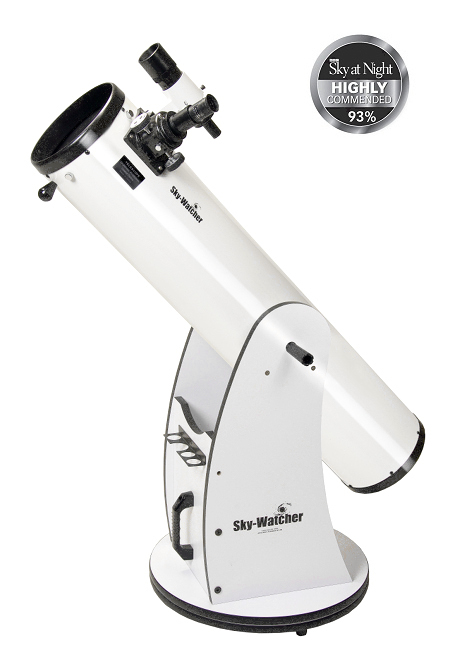 Sky at Night
HIGHLY
COMMENDED
93%
Sky-Watcher
Sky-Watcher